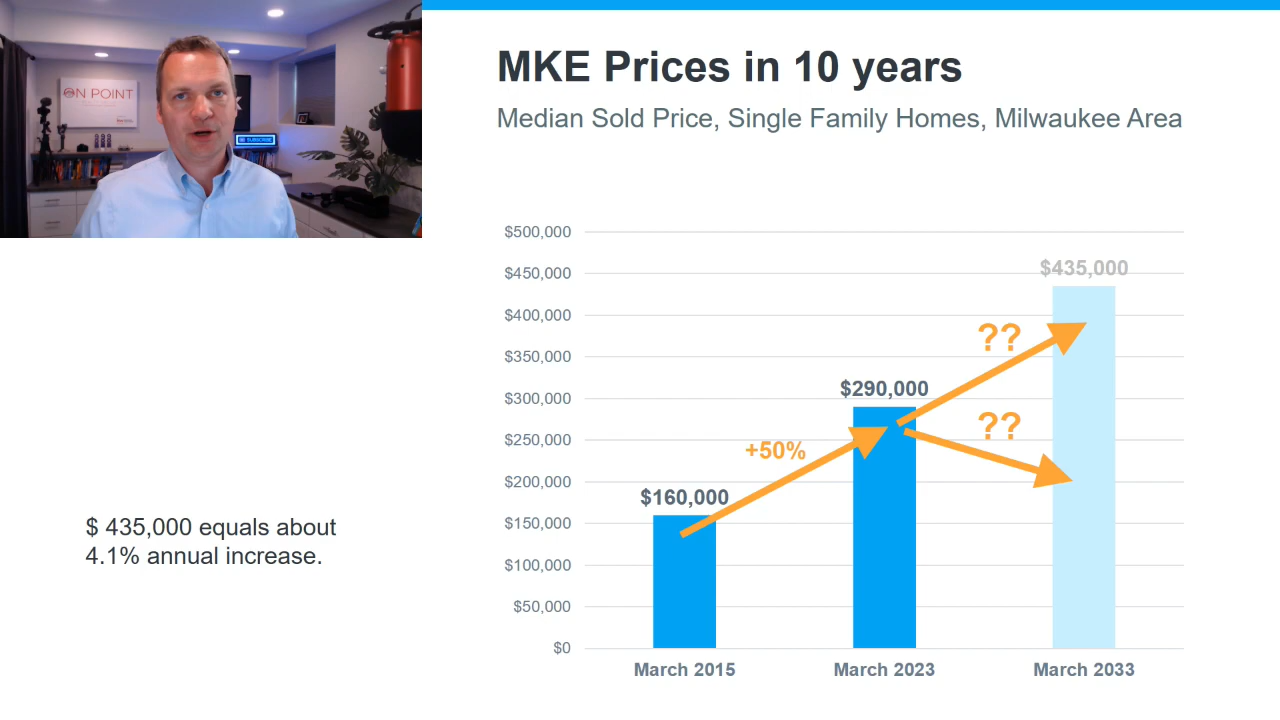 ON POINT
SUBSCRIBE
MKE Prices in 10 years
Median Sold Price, Single Family Homes, Milwaukee Area
$500,000
$450,000
$400,000
$350,000
$300,000
$250,000
$200,000
$150,000
$100,000
$50,000
$0
$160,000
+50%
$290,000
??
??
$435,000
March 2015
March 2023
March 2033
$ 435,000 equals about
4.1% annual increase.